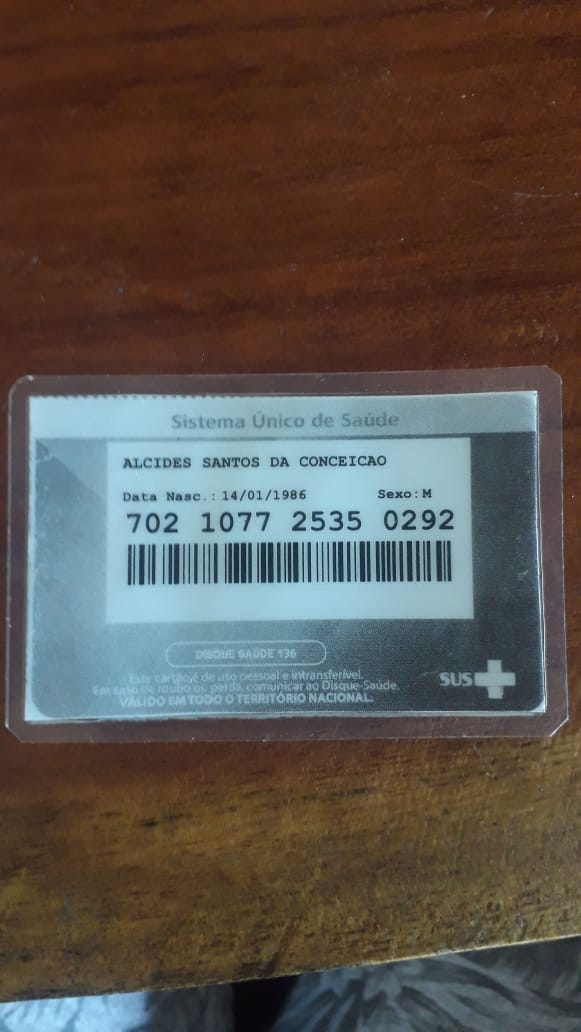 Sistema Único de Saúde
ALCIDES SANTOS DA CONCEICAO
Data Nasc.: 14/01/1986 Sexo: M
702 1077 2535 0292
DISQUE SAÚDE 136
Este cartão é de uso pessoal e intransferível.
Em caso de roubo ou perda, comunicar ao Disque-Saúde.
VÁLIDO EM TODO O TERRITÓRIO NACIONAL.
SUS